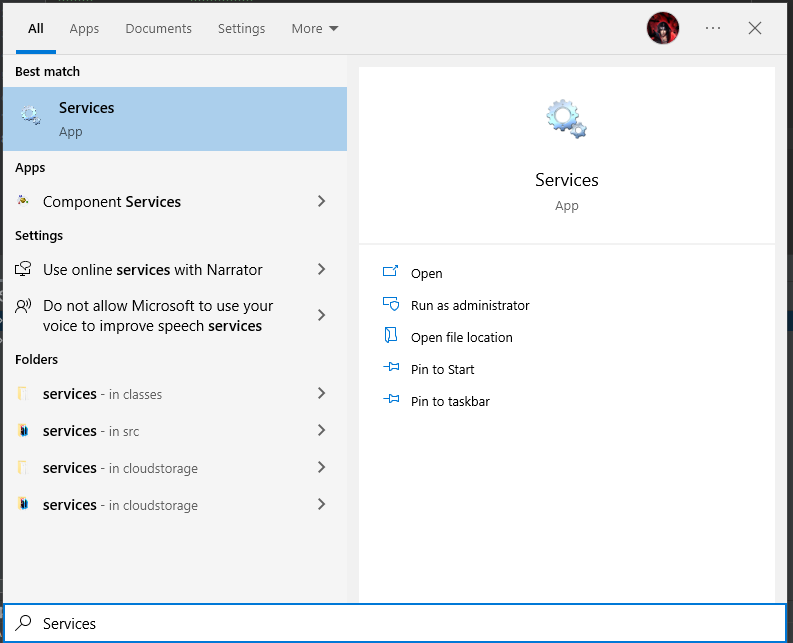 All Apps Documents Settings More
Best match
Services
App
Apps
Component Services
Settings
Use online services with Narrator
Do not allow Microsoft to use your
voice to improve speech services
Folders
services - in classes
services - in src
services - in cloudstorage
services - in cloudstorage
Services
App
Open
Run as administrator
Open file location
Pin to Start
Pin to taskbar
Services